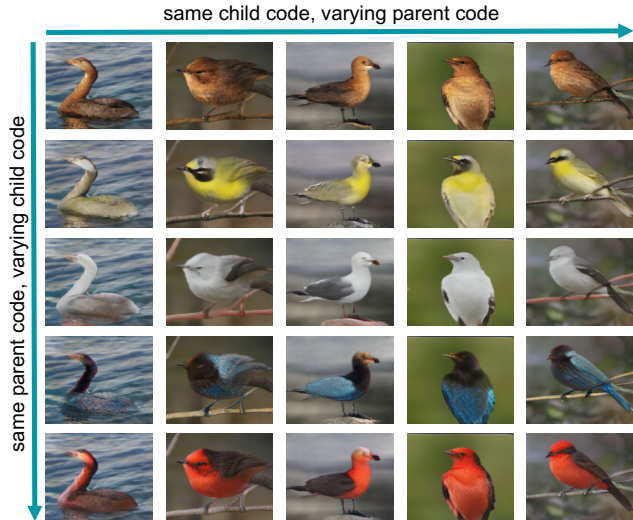 same child code, varying parent code
same parent code, varying child code